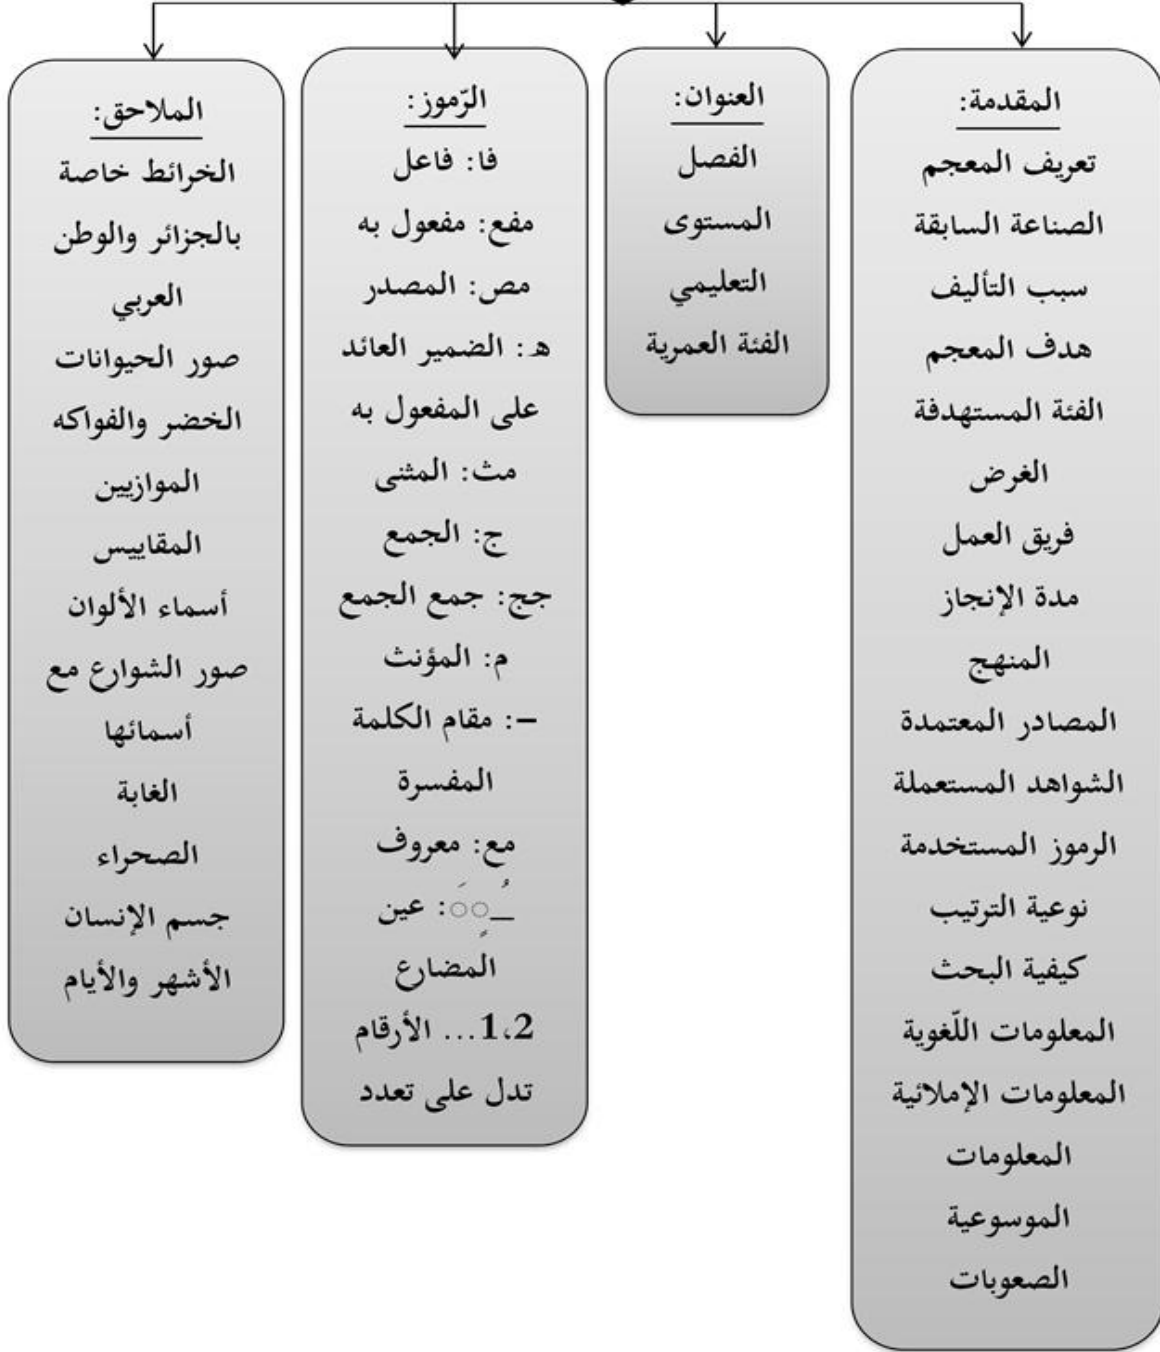 المقدمة:
تعريف المعجم
الصناعة السابقة
سبب التأليف
هدف المعجم
الفئة المستهدفة
الغرض
فريق العمل
مدة الإنجاز
المنهج
المصادر المعتمدة
الشواهد المستعملة
الرموز المستخدمة
نوعية الترتيب
كيفية البحث
المعلومات اللّغوية
المعلومات الإملائية
المعلومات
الموسوعية
الصعوبات
العنوان:
الفصل
المستوى
التعليمي
الفئة العمرية
الرّموز:
فا: فاعل
مفع: مفعول به
مص: المصدر
هـ: الضمير العائد
على المفعول به
مث: المثنى
ج: الجمع
جج: جمع الجمع
م: المؤنث
–: مقام الكلمة
المفسرة
مع: معروف
ـُِ◌َ◌: عين
المضارع
1،2... الأرقام
تدل على تعدد
الملاحق:
الخرائط خاصة
بالجزائر والوطن
العربي
صور الحيوانات
الخضر والفواكه
الموازيين
المقاييس
أسماء الألوان
صور الشوارع مع
أسمائها
الغابة
الصحراء
جسم الإنسان
الأشهر والأيام